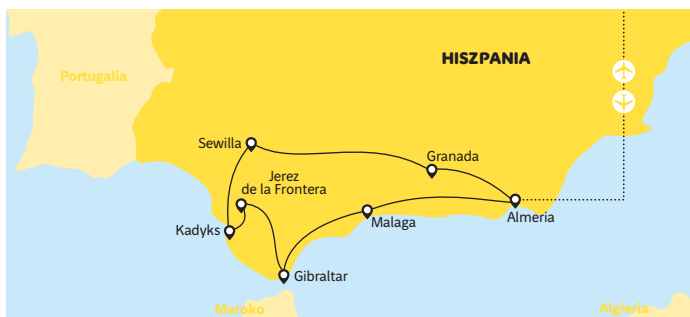 HISZPANIA
Portugalia
Sewilla
Granada
Jerez
de la Frontera
Kadyks
Malaga
Almeria
Gibraltar
Maroko
Algieria